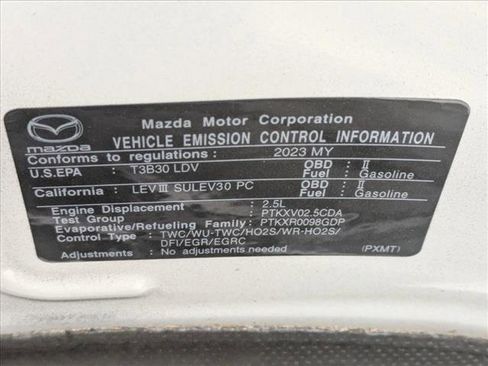 mazda
Mazda Motor Corporation
VEHICLE EMISSION CONTROL INFORMATION
Conforms to regulations : 2023 MY
U.S.EPA : T3B30 LDV OBD : II
Fuel : Gasoline
California : LEVIII SULEV30 PC OBD : II
Fuel : Gasoline
Engine Displacement : 2.5L
Test Group : PTKXV02.5CDA
Evaporative/Refueling Family : PTKXR0098GDP
Control Type : TWC/WU-TWC/HO2S/WR-HO2S/
DFI/EGR/EGRC
Adjustments : No adjustments needed
(PXMT)